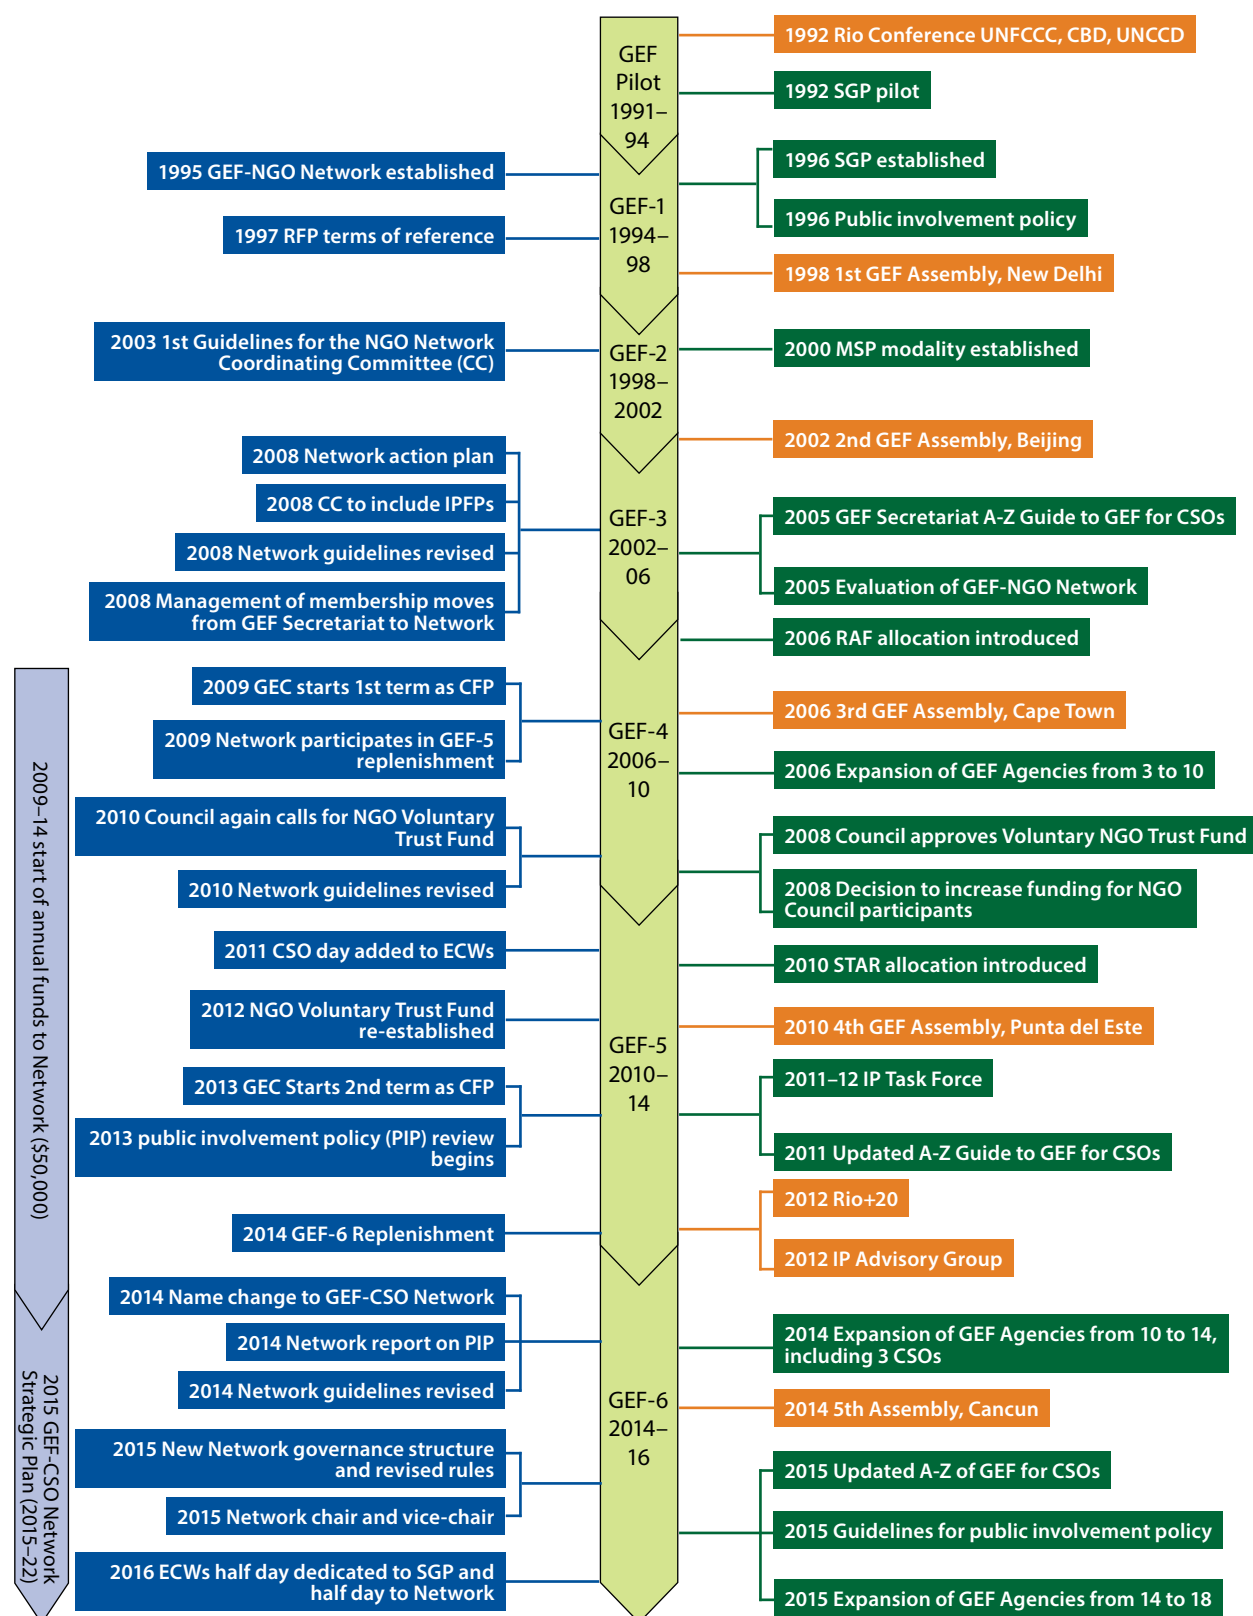 GEF
Pilot
1991–
94
GEF-1
1994–
98
GEF-2
1998–
2002
GEF-3
2002–
06
GEF-4
2006–
10
GEF-5
2010–
14
GEF-6
2014–
16
1995 GEF-NGO Network established
1997 RFP terms of reference
2003 1st Guidelines for the NGO Network
Coordinating Committee (CC)
2008 Network action plan
2008 CC to include IPFPs
2008 Network guidelines revised
2008 Management of membership moves
from GEF Secretariat to Network
2009 GEC starts 1st term as CFP
2009 Network participates in GEF-5
replenishment
2010 Council again calls for NGO Voluntary
Trust Fund
2010 Network guidelines revised
2011 CSO day added to ECWs
2012 NGO Voluntary Trust Fund
re-established
2013 GEC Starts 2nd term as CFP
2013 public involvement policy (PIP) review
begins
2014 GEF-6 Replenishment
2014 Name change to GEF-CSO Network
2014 Network report on PIP
2014 Network guidelines revised
2015 New Network governance structure
and revised rules
2015 Network chair and vice-chair
2016 ECWs half day dedicated to SGP and
half day to Network
1992 Rio Conference UNFCCC, CBD, UNCCD
1992 SGP pilot
1996 SGP established
1996 Public involvement policy
1998 1st GEF Assembly, New Delhi
2000 MSP modality established
2002 2nd GEF Assembly, Beijing
2005 GEF Secretariat A-Z Guide to GEF for CSOs
2005 Evaluation of GEF-NGO Network
2006 RAF allocation introduced
2006 3rd GEF Assembly, Cape Town
2006 Expansion of GEF Agencies from 3 to 10
2008 Council approves Voluntary NGO Trust Fund
2008 Decision to increase funding for NGO
Council participants
2010 STAR allocation introduced
2010 4th GEF Assembly, Punta del Este
2011–12 IP Task Force
2011 Updated A-Z Guide to GEF for CSOs
2012 Rio+20
2012 IP Advisory Group
2014 Expansion of GEF Agencies from 10 to 14,
including 3 CSOs
2014 5th Assembly, Cancun
2015 Updated A-Z of GEF for CSOs
2015 Guidelines for public involvement policy
2015 Expansion of GEF Agencies from 14 to 18
2009–14 start of annual funds to Network ($50,000)
2015 GEF-CSO Network
Strategic Plan (2015–22)